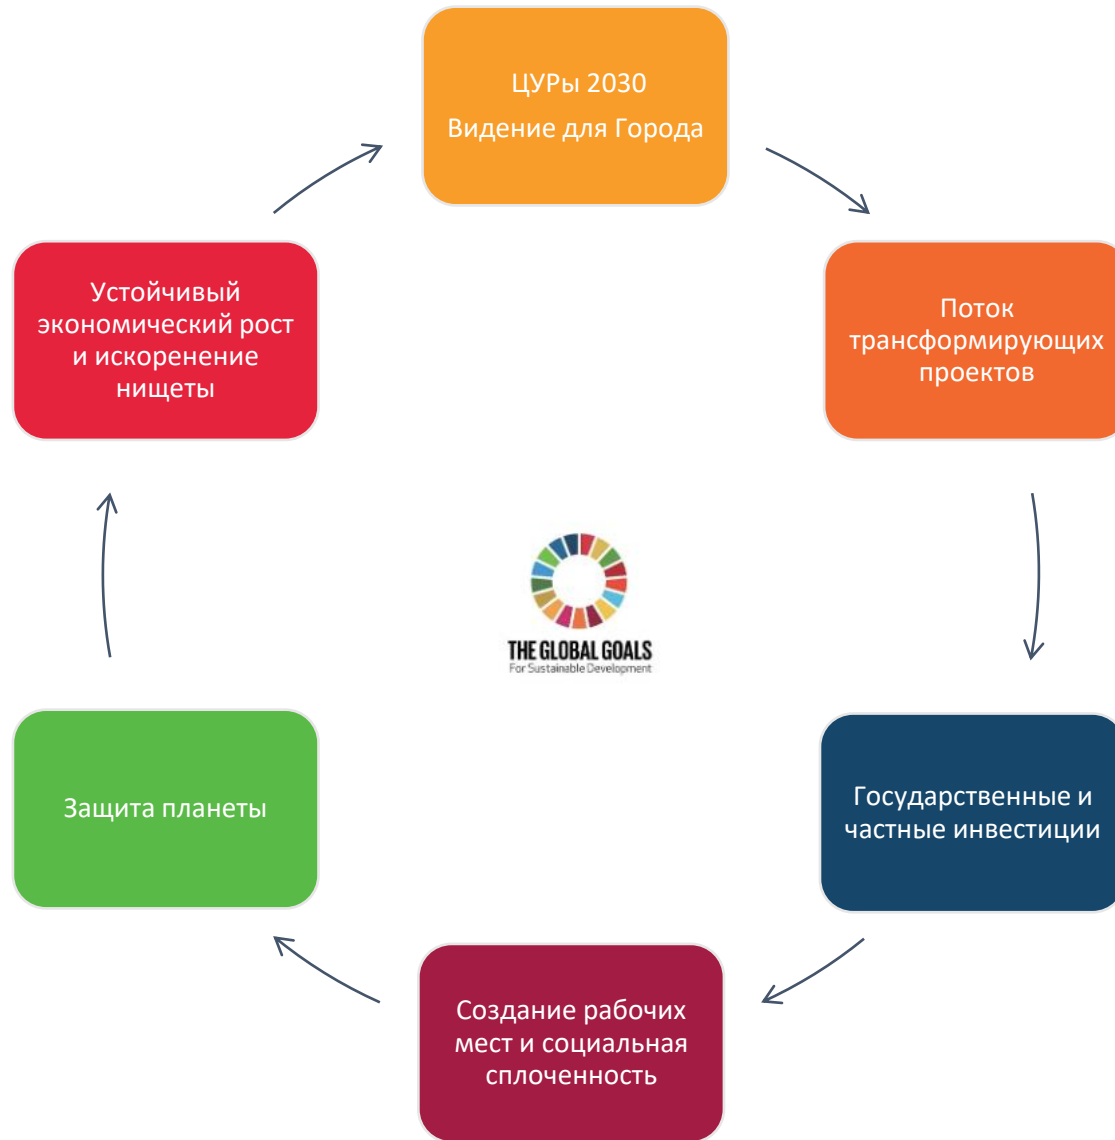 ЦУРы 2030
Видение для Города
Поток
трансформирующих
проектов
Государственные и
частные инвестиции
Создание рабочих
мест и социальная
сплоченность
Защита планеты
Устойчивый
экономический рост
и искоренение
нищеты
THE GLOBAL GOALS
For Sustainable Development